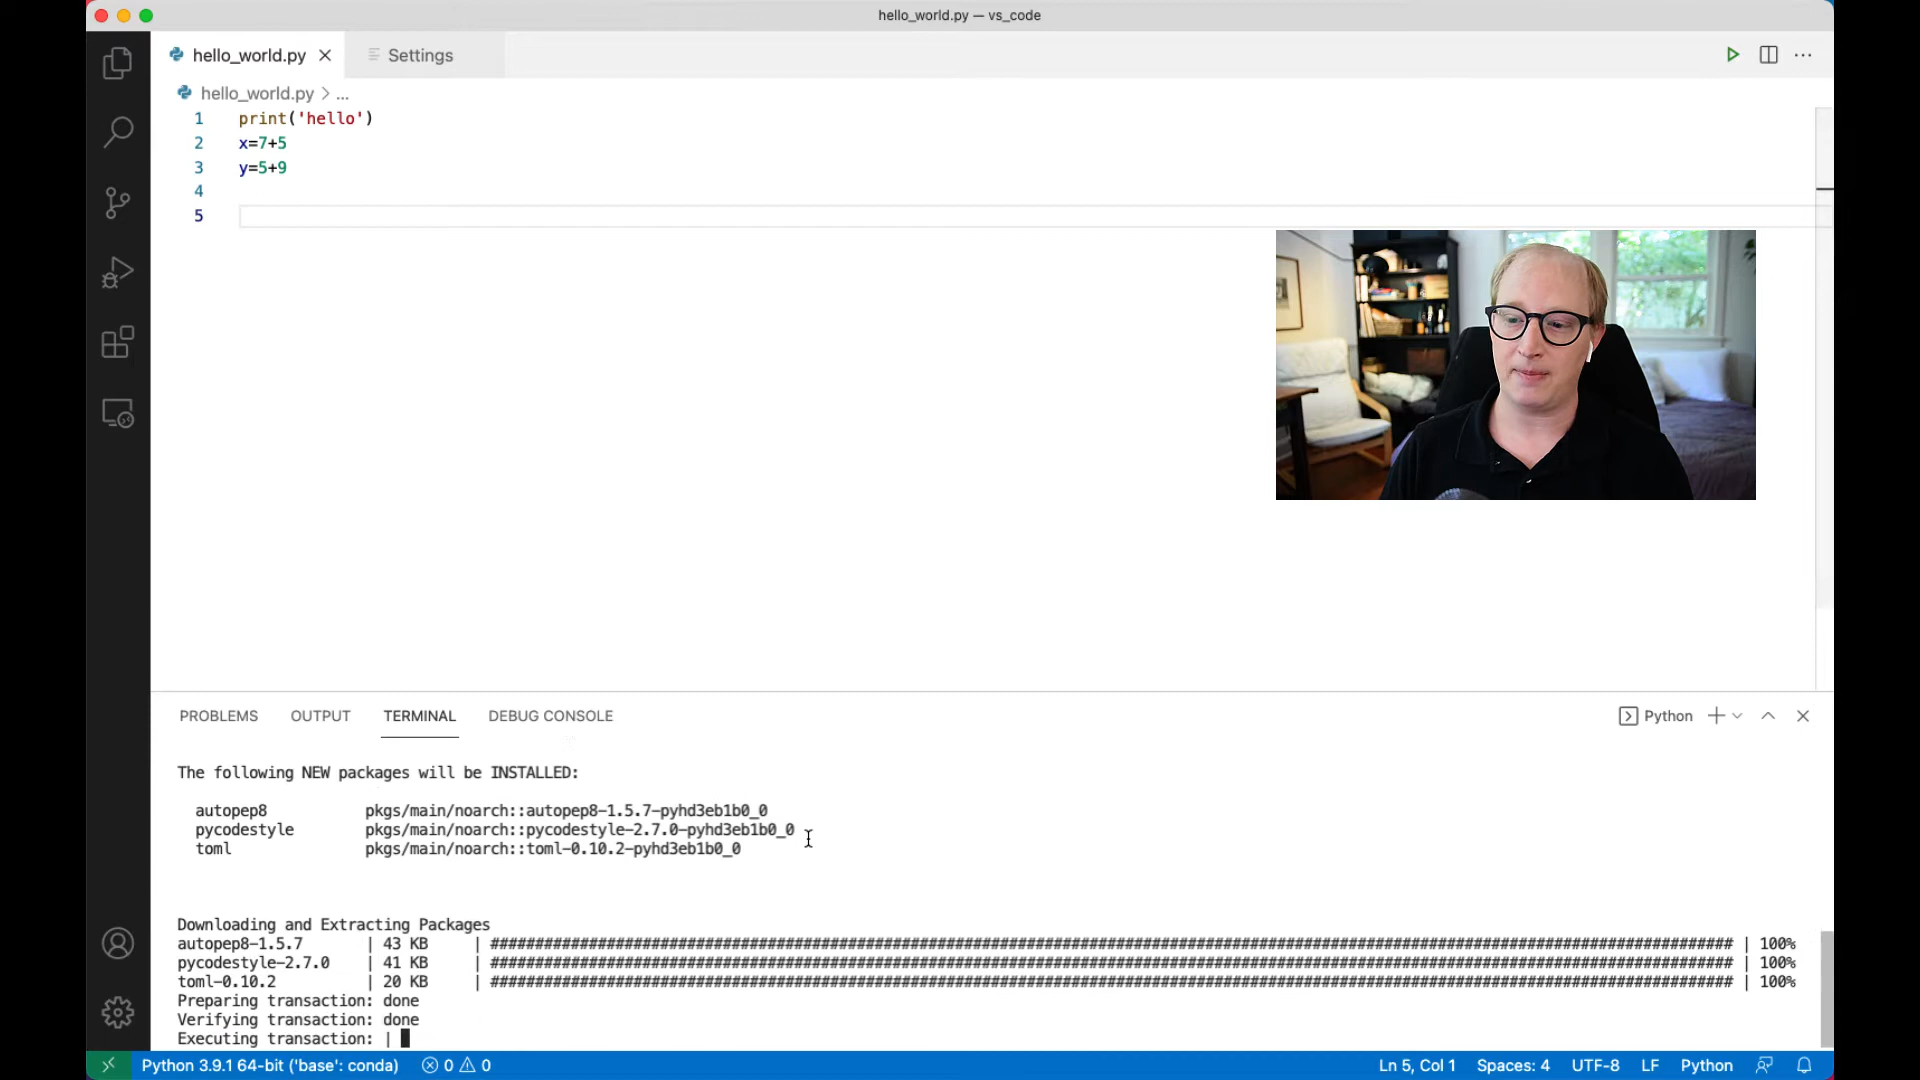 hello_world.py — vs_code
hello_world.py
Settings
hello_world.py > ...
1 print('hello')
2 x=7+5
3 y=5+9
4
5
PROBLEMS OUTPUT TERMINAL DEBUG CONSOLE
Python
The following NEW packages will be INSTALLED:
autopep8 pkgs/main/noarch::autopep8-1.5.7-pyhd3eb1b0_0
pycodestyle pkgs/main/noarch::pycodestyle-2.7.0-pyhd3eb1b0_0
toml pkgs/main/noarch::toml-0.10.2-pyhd3eb1b0_0
Downloading and Extracting Packages
autopep8-1.5.7 | 43 KB | ########################################################################################################################################### | 100%
pycodestyle-2.7.0 | 41 KB | ########################################################################################################################################### | 100%
toml-0.10.2 | 20 KB | ########################################################################################################################################### | 100%
Preparing transaction: done
Verifying transaction: done
Executing transaction: |
Python 3.9.1 64-bit ('base': conda) 0 0 Ln 5, Col 1 Spaces: 4 UTF-8 LF Python